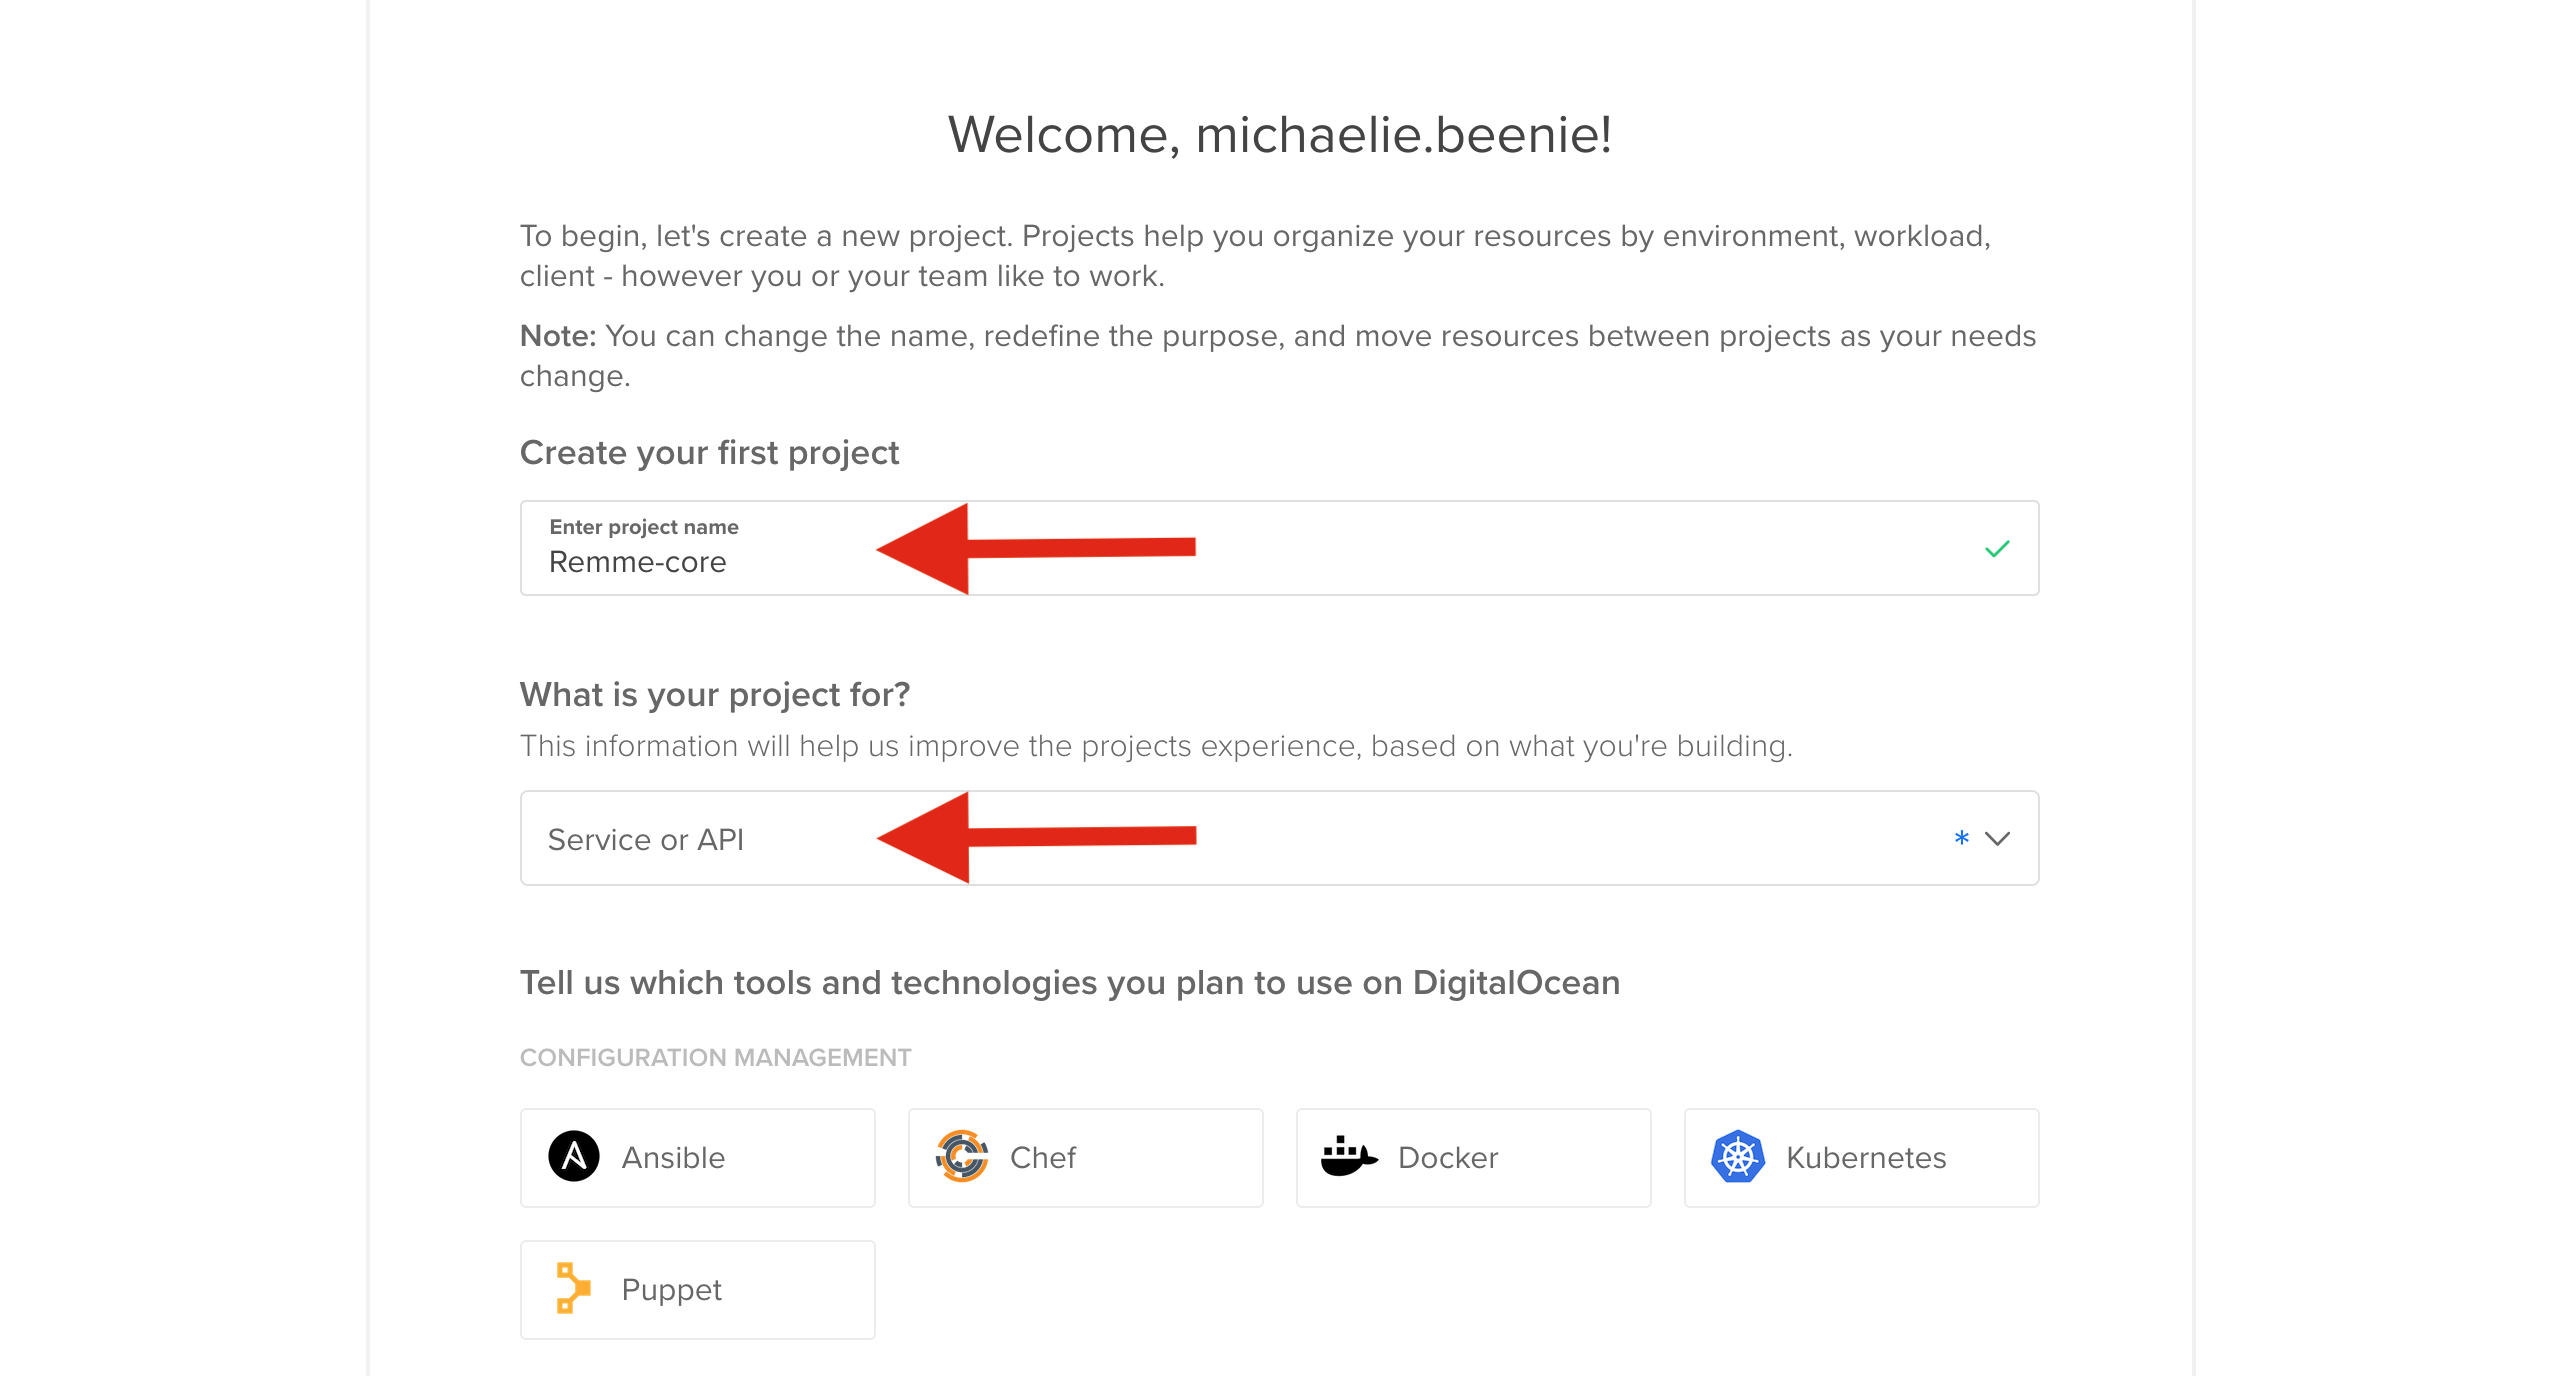 Welcome, michaelie.beenie!
To begin, let's create a new project. Projects help you organize your resources by environment, workload,
client - however you or your team like to work.
Note: You can change the name, redefine the purpose, and move resources between projects as your needs
change.
Create your first project
Enter project name
Remme-core
What is your project for?
This information will help us improve the projects experience, based on what you're building.
Service or API *
Tell us which tools and technologies you plan to use on DigitalOcean
CONFIGURATION MANAGEMENT
Ansible
Chef
Docker
Kubernetes
Puppet